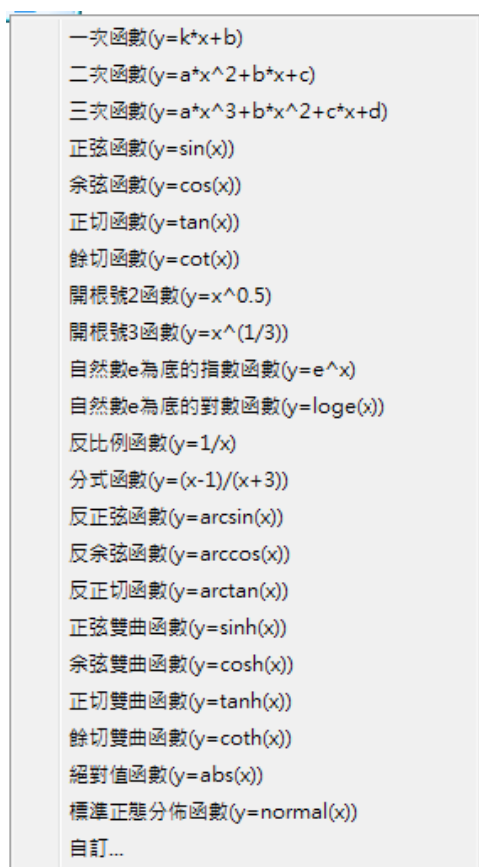 一次函數(y=k*x+b)
二次函數(y=a*x^2+b*x+c)
三次函數(y=a*x^3+b*x^2+c*x+d)
正弦函數(y=sin(x))
余弦函數(y=cos(x))
正切函數(y=tan(x))
餘切函數(y=cot(x))
開根號2函數(y=x^0.5)
開根號3函數(y=x^(1/3))
自然數e為底的指數函數(y=e^x)
自然數e為底的對數函數(y=loge(x))
反比例函數(y=1/x)
分式函數(y=(x-1)/(x+3))
反正弦函數(y=arcsin(x))
反余弦函數(y=arccos(x))
反正切函數(y=arctan(x))
正弦雙曲函數(y=sinh(x))
余弦雙曲函數(y=cosh(x))
正切雙曲函數(y=tanh(x))
餘切雙曲函數(y=coth(x))
絕對值函數(y=abs(x))
標準正態分佈函數(y=normal(x))
自訂...